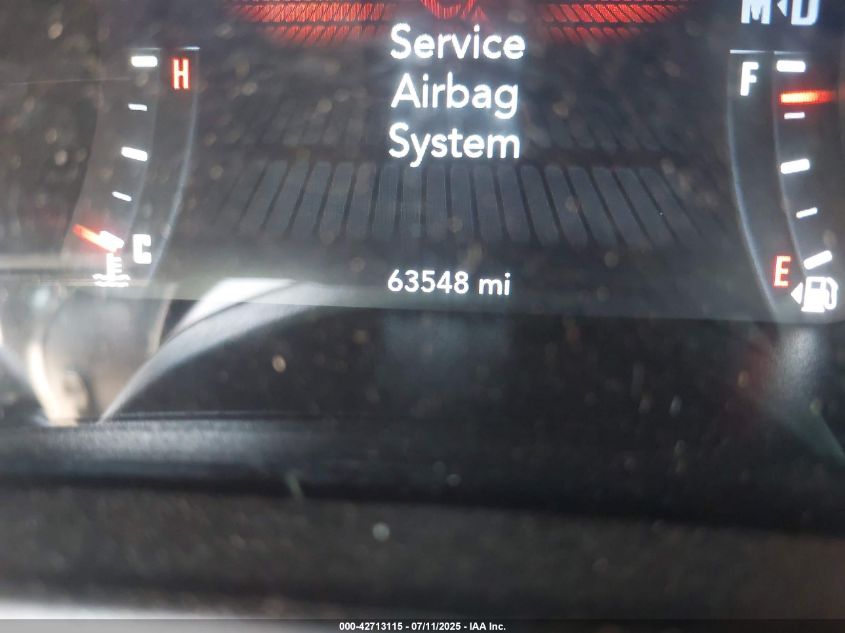 M◁D
Service
H
F
Airbag
System
C
E
63548 mi
000-42713115 - 07/11/2025 - IAA Inc.